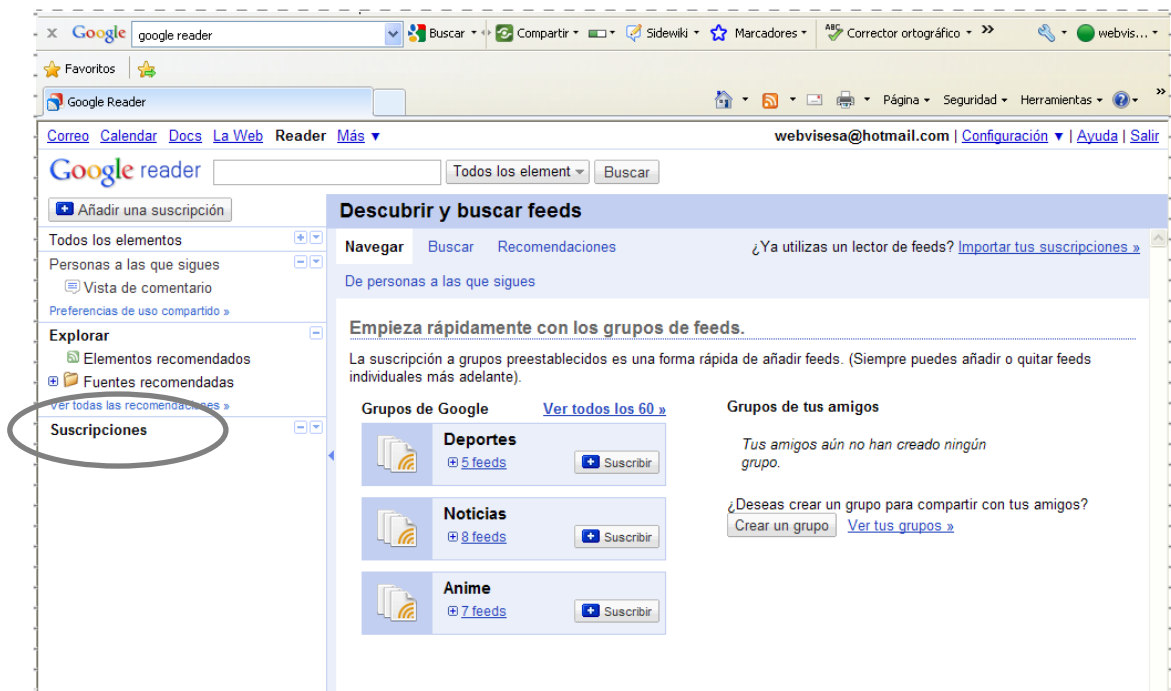 Google google reader Buscar Compartir Sidewiki Marcadores ABC Corrector ortográfico » webvis...
Favoritos
Google Reader Página Seguridad Herramientas »
Correo Calendar Docs La Web Reader Más ▼ webvisesa@hotmail.com | Configuración ▼ | Ayuda | Salir
Google reader Todos los element Buscar
Añadir una suscripción
Descubrir y buscar feeds
Todos los elementos
Navegar Buscar Recomendaciones ¿Ya utilizas un lector de feeds? Importar tus suscripciones »
Personas a las que sigues
Vista de comentario
De personas a las que sigues
Preferencias de uso compartido »
Explorar
Elementos recomendados
Fuentes recomendadas
Ver todas las recomendaciones »
Suscripciones
Empieza rápidamente con los grupos de feeds.
La suscripción a grupos preestablecidos es una forma rápida de añadir feeds. (Siempre puedes añadir o quitar feeds
individuales más adelante).
Grupos de Google Ver todos los 60 »
Deportes
5 feeds Suscribir
Noticias
8 feeds Suscribir
Anime
7 feeds Suscribir
Grupos de tus amigos
Tus amigos aún no han creado ningún
grupo.
¿Deseas crear un grupo para compartir con tus amigos?
Crear un grupo Ver tus grupos »